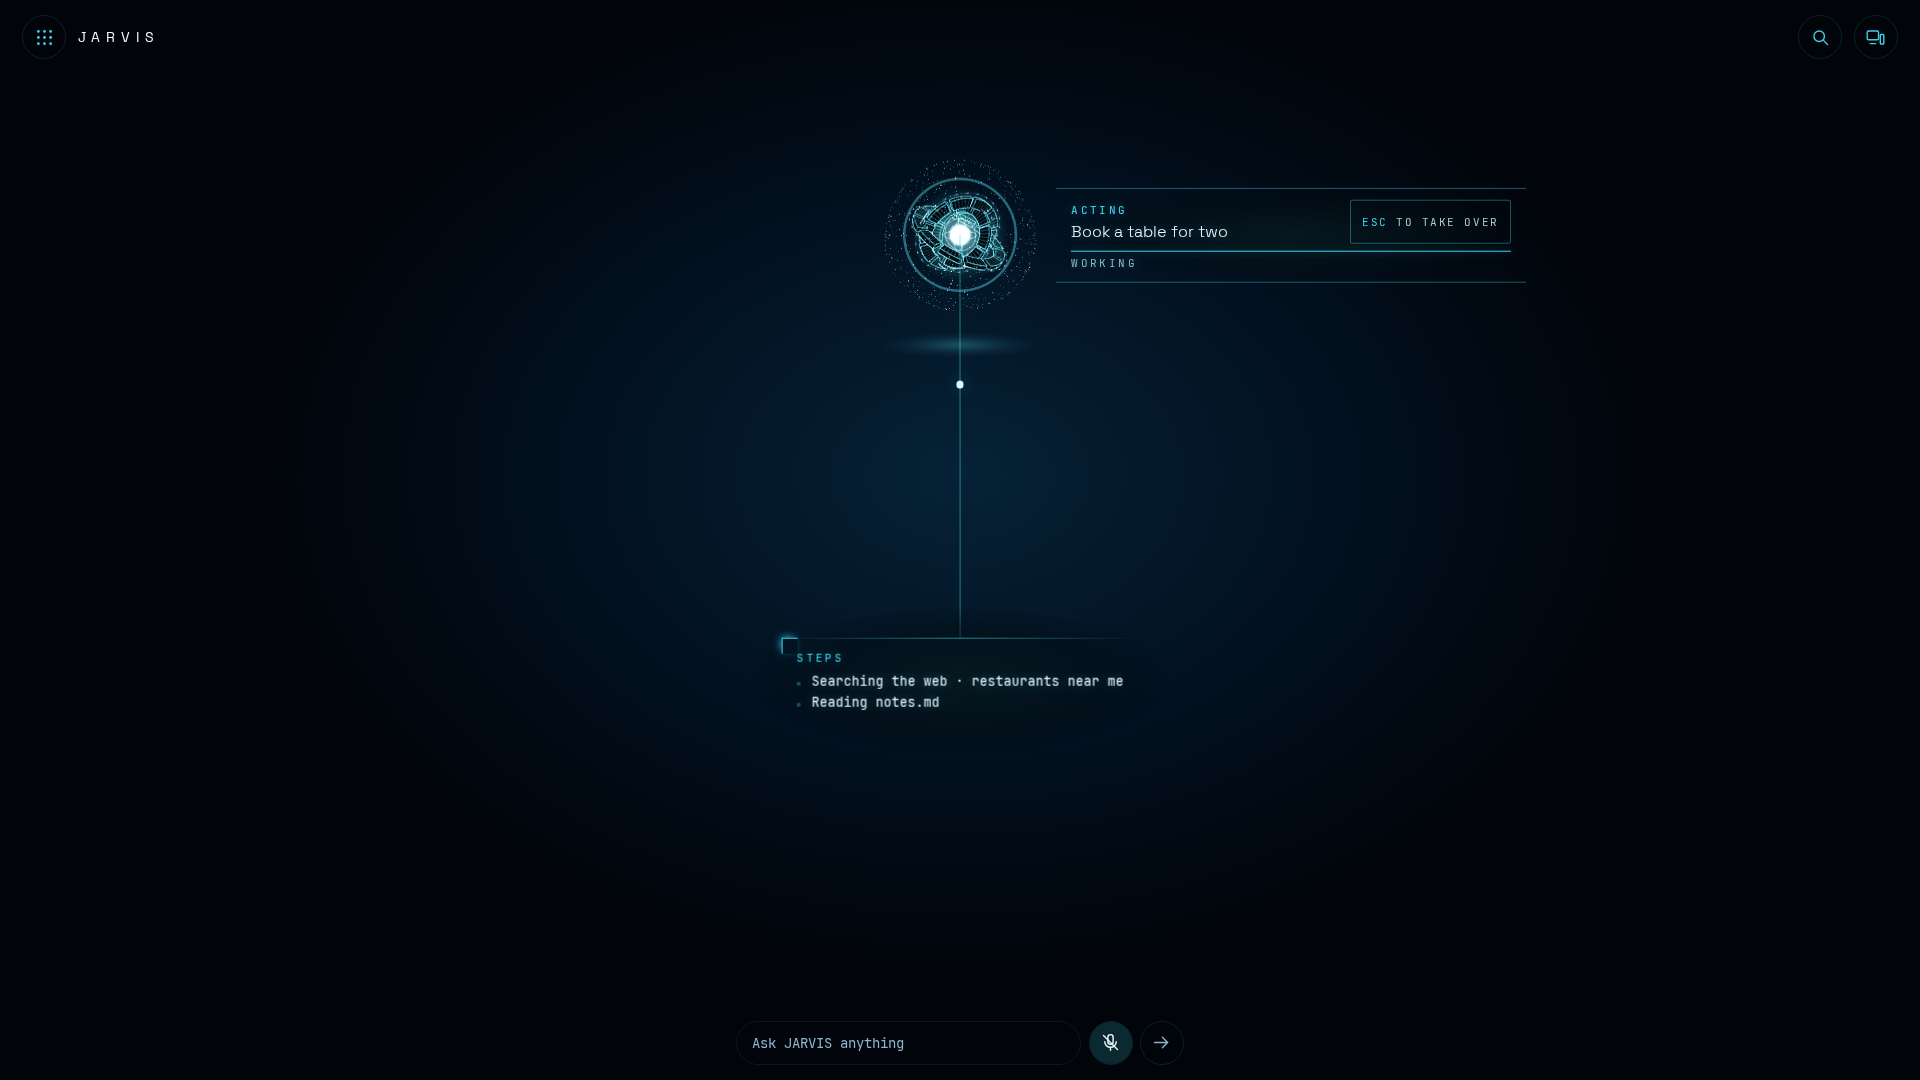 JARVIS
ACTING
Book a table for two
ESC TO TAKE OVER
WORKING
STEPS
Searching the web · restaurants near me
Reading notes.md
Ask JARVIS anything